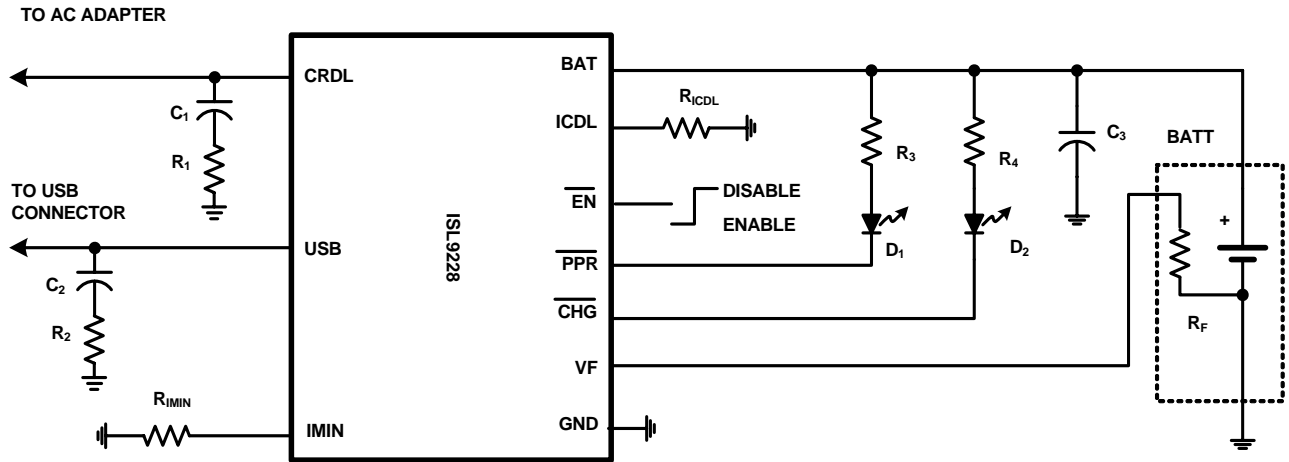 TO AC ADAPTER
CRDL
C1
R1
TO USB
CONNECTOR
USB
C2
R2
RIMIN
IMIN
ISL9228
BAT
ICDL
RICDL
EN
DISABLE
ENABLE
PPR
CHG
VF
GND
R3
D1
R4
D2
C3
BATT
+
RF